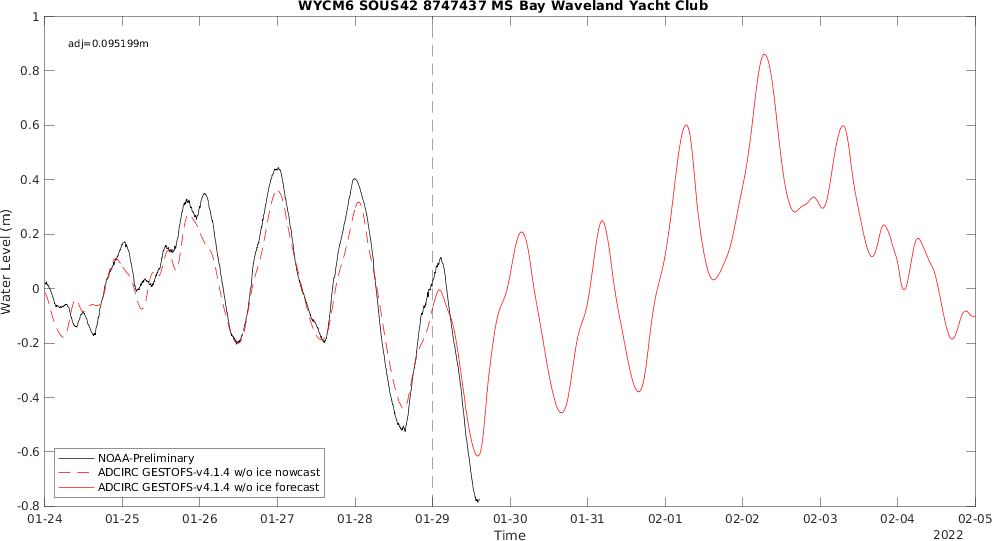 WYCM6 SOUS42 8747437 MS Bay Waveland Yacht Club
adj=0.095199m
1
0.8
0.6
0.4
0.2
0
-0.2
-0.4
-0.6
-0.8
Water Level (m)
NOAA-Preliminary
ADCIRC GESTOFS-v4.1.4 w/o ice nowcast
ADCIRC GESTOFS-v4.1.4 w/o ice forecast
01-24 01-25 01-26 01-27 01-28 01-29 01-30 01-31 02-01 02-02 02-03 02-04 02-05
Time
2022